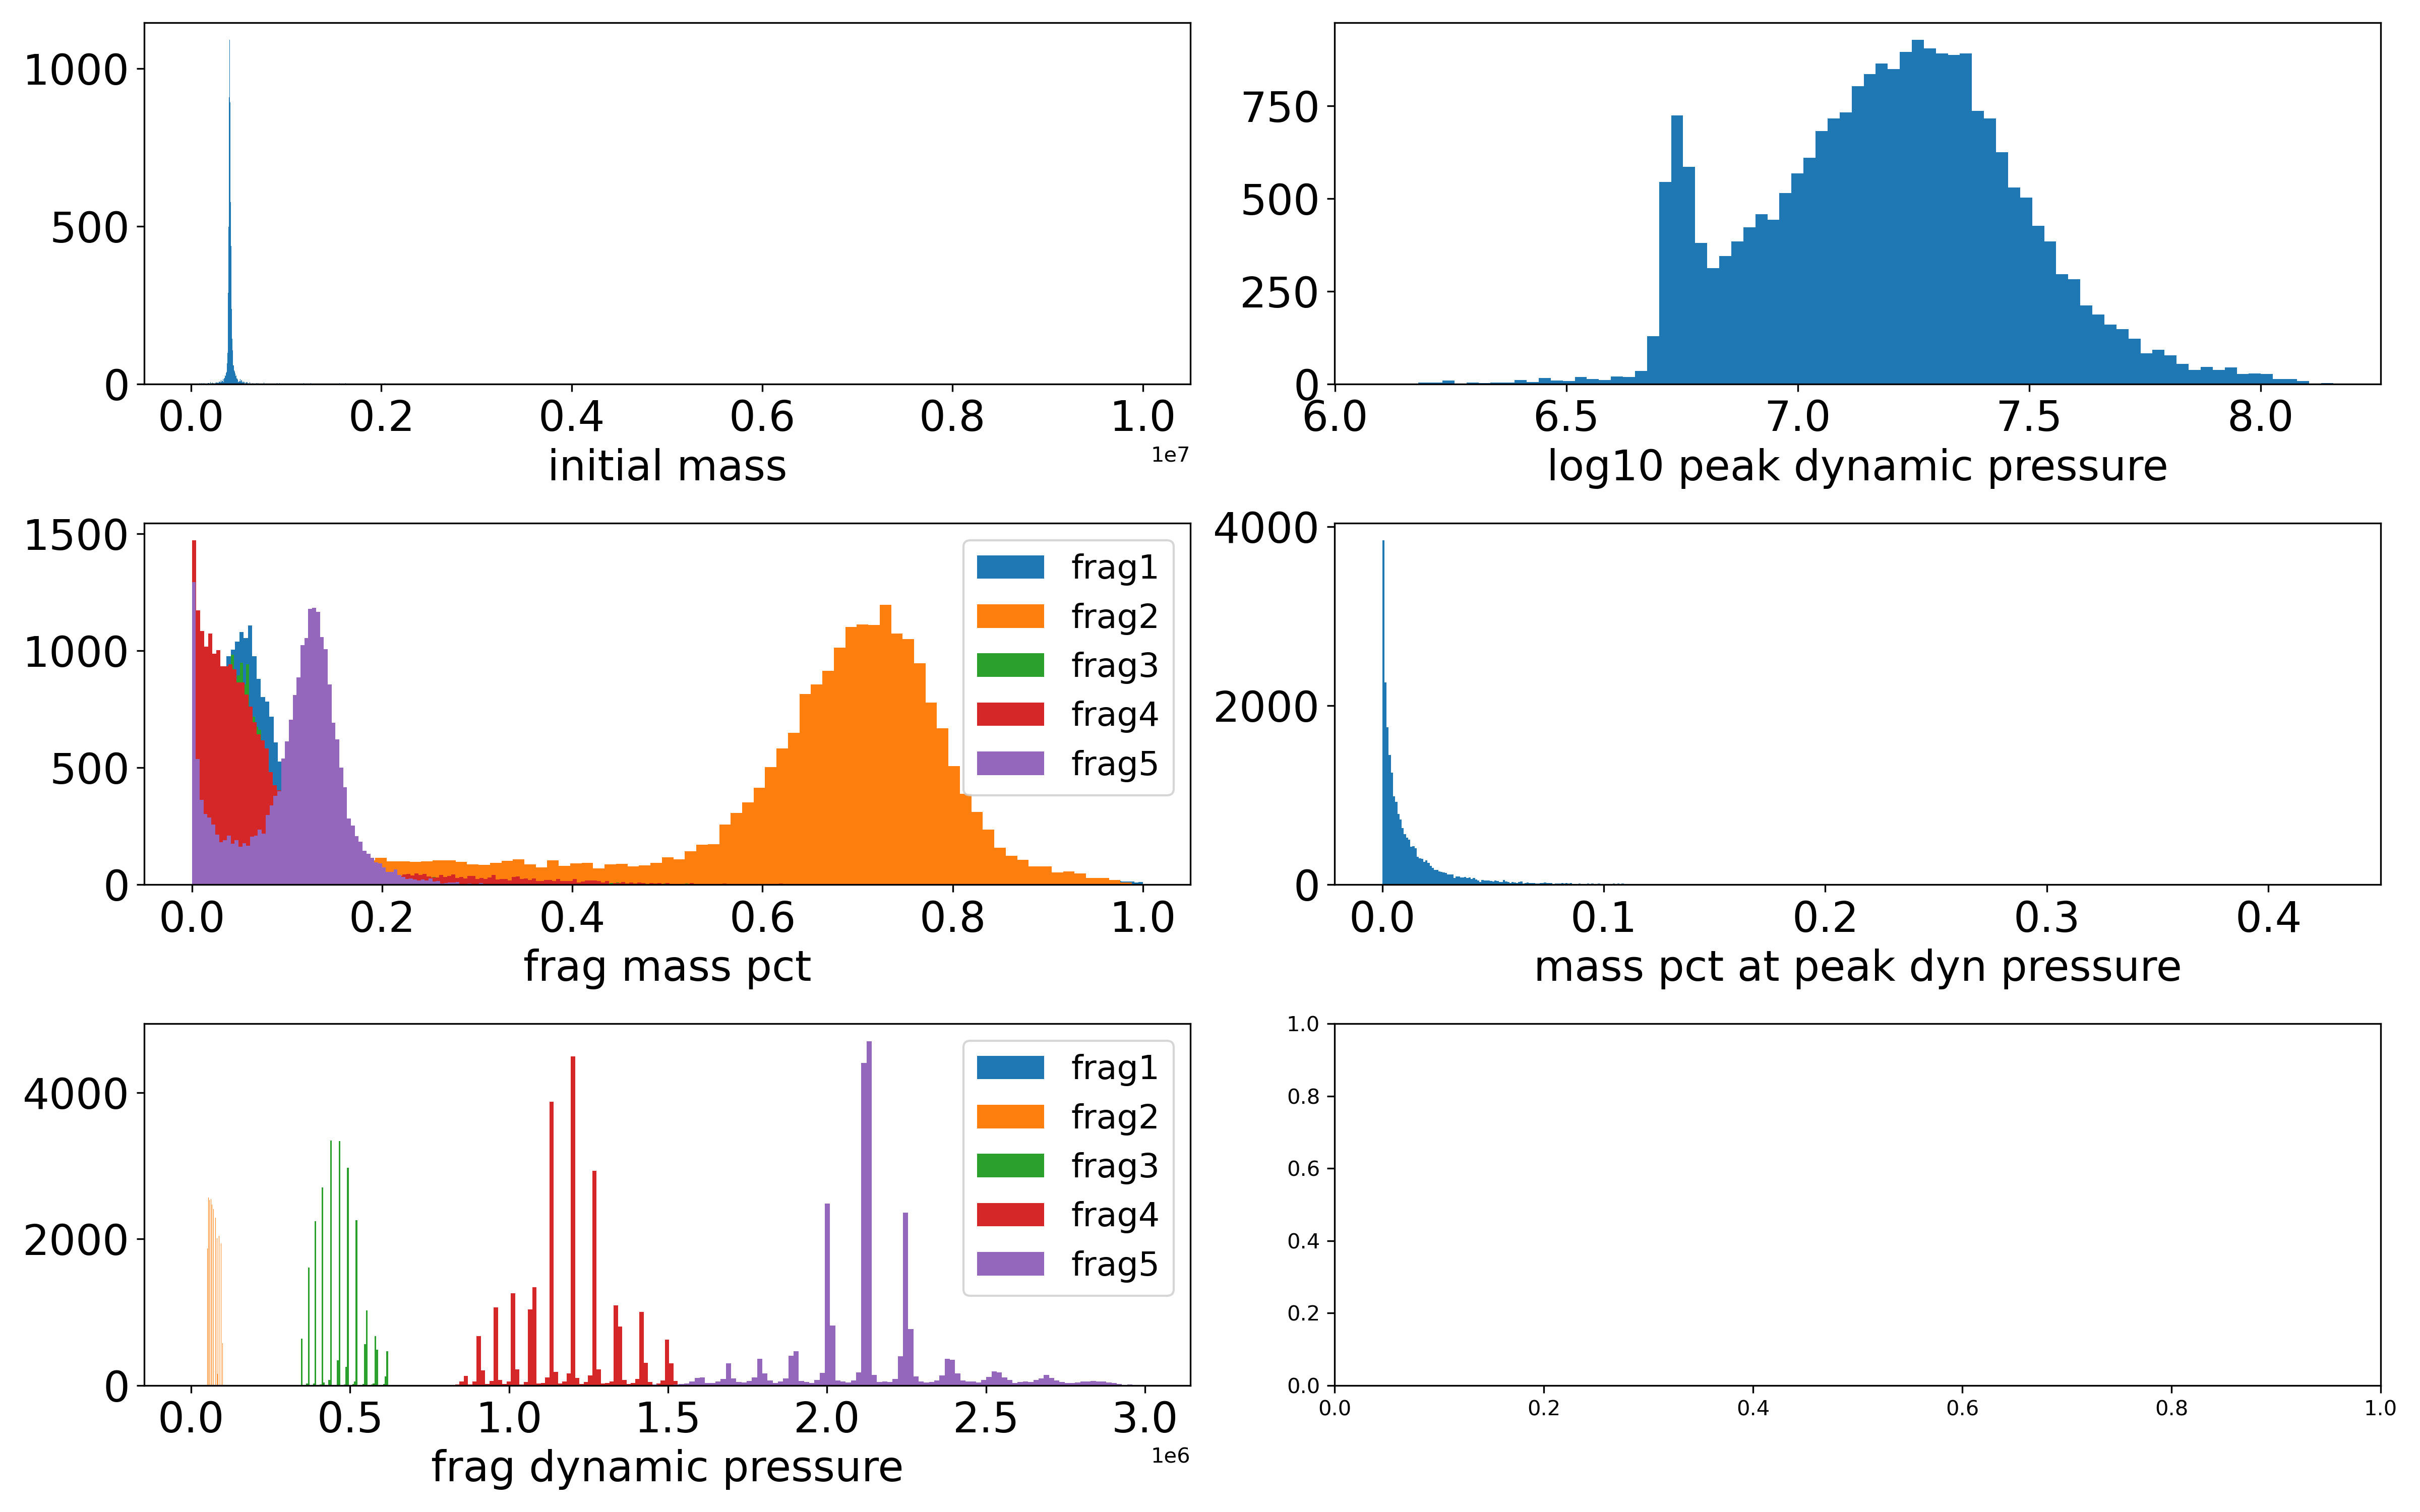 1000
500
0
0.0 0.2 0.4 0.6 0.8 1.0
1e7
initial mass
750
500
250
0
6.0 6.5 7.0 7.5 8.0
log10 peak dynamic pressure
1500
1000
500
0
0.0 0.2 0.4 0.6 0.8 1.0
frag mass pct
frag1
frag2
frag3
frag4
frag5
4000
2000
0
0.0 0.1 0.2 0.3 0.4
mass pct at peak dyn pressure
4000
2000
0
0.0 0.5 1.0 1.5 2.0 2.5 3.0
1e6
frag dynamic pressure
frag1
frag2
frag3
frag4
frag5
1.0
0.8
0.6
0.4
0.2
0.0
0.0 0.2 0.4 0.6 0.8 1.0